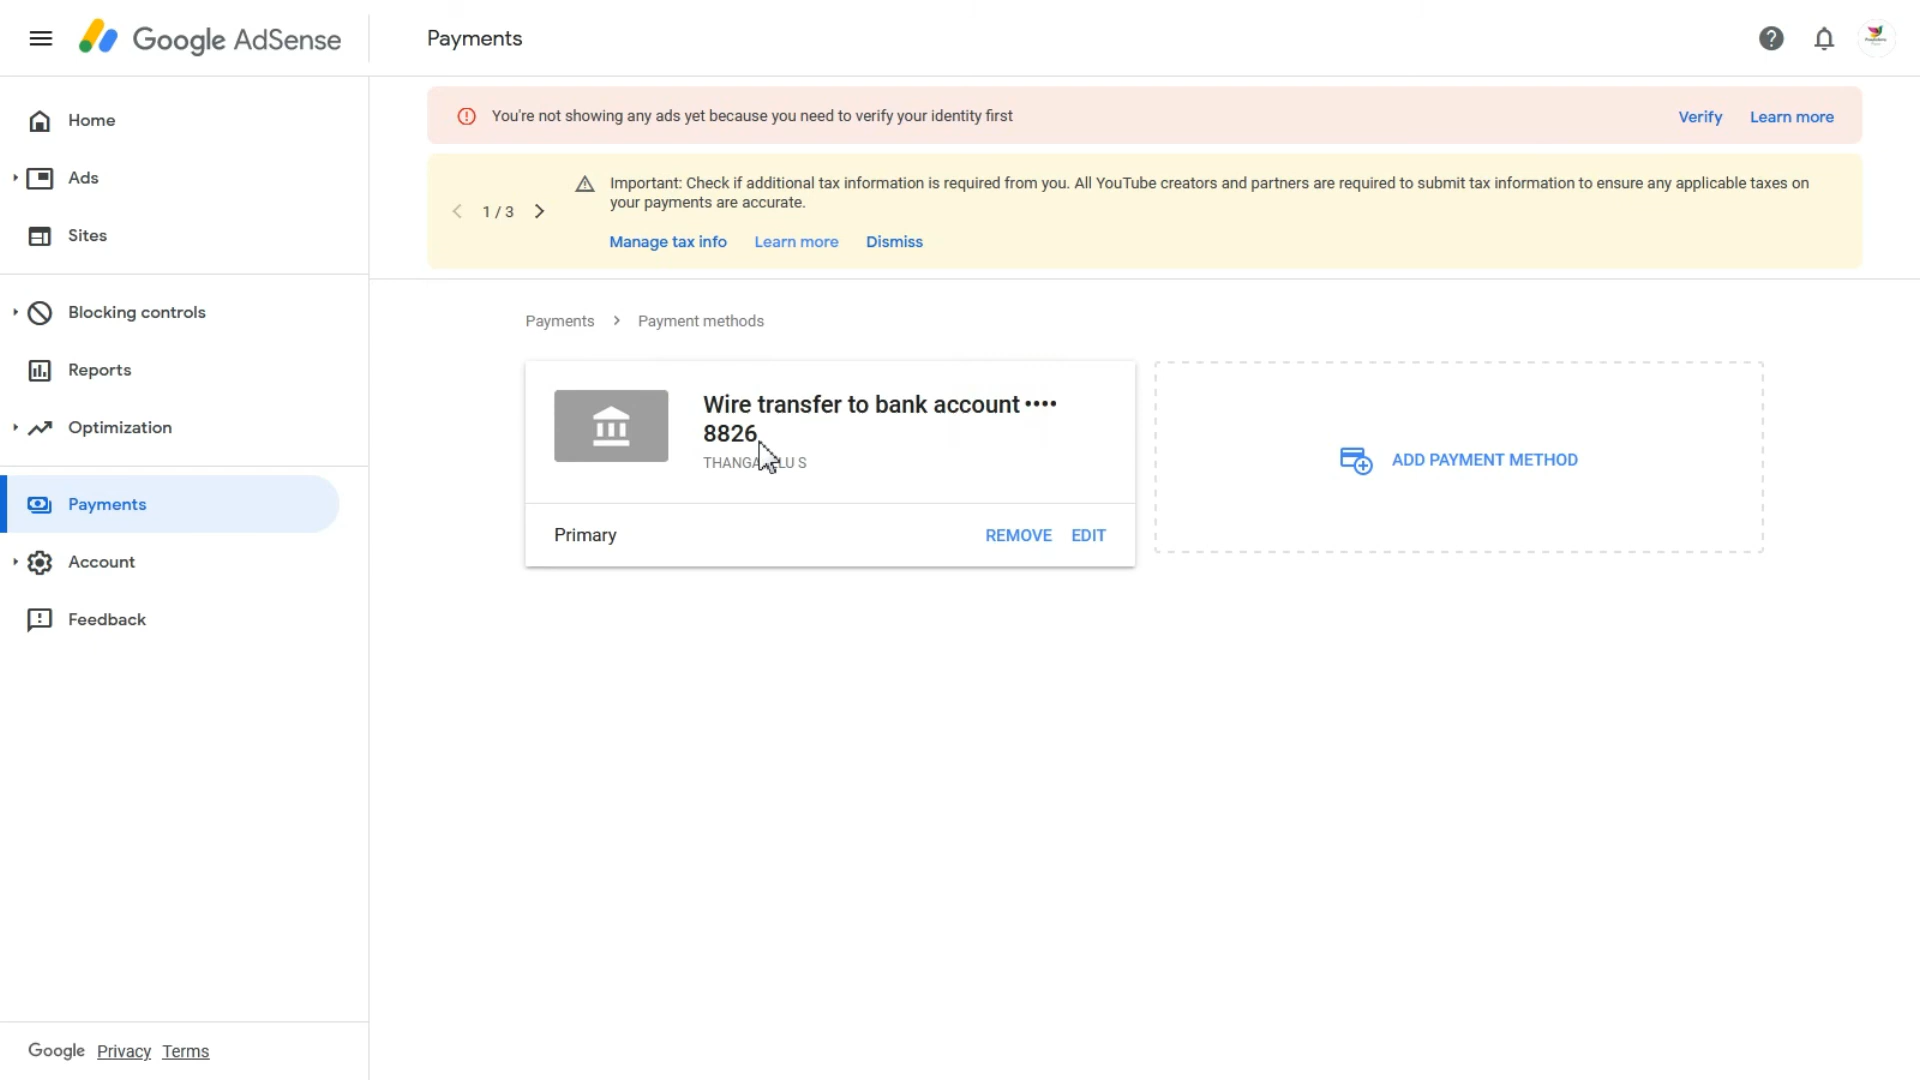 Google AdSense
Payments
You're not showing any ads yet because you need to verify your identity first
Verify
Learn more
Home
Ads
Sites
Blocking controls
Reports
Optimization
Payments
Account
Feedback
1 / 3
Important: Check if additional tax information is required from you. All YouTube creators and partners are required to submit tax information to ensure any applicable taxes on
your payments are accurate.
Manage tax info
Learn more
Dismiss
Payments
Payment methods
Wire transfer to bank account ••••
8826
S
Primary
REMOVE
EDIT
ADD PAYMENT METHOD
Google
Privacy
Terms